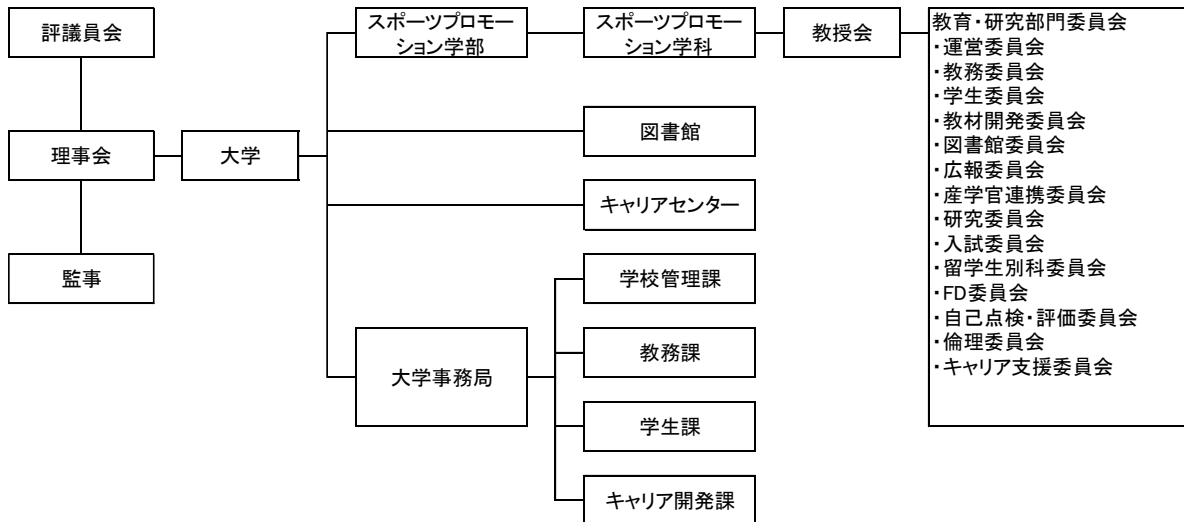 評議員会
理事会
監事
大学
スポーツプロモー
ション学部
スポーツプロモー
ション学科
教授会
図書館
キャリアセンター
大学事務局
学校管理課
教務課
学生課
キャリア開発課
教育・研究部門委員会
・運営委員会
・教務委員会
・学生委員会
・教材開発委員会
・図書館委員会
・広報委員会
・産学官連携委員会
・研究委員会
・入試委員会
・留学生別科委員会
・FD委員会
・自己点検・評価委員会
・倫理委員会
・キャリア支援委員会